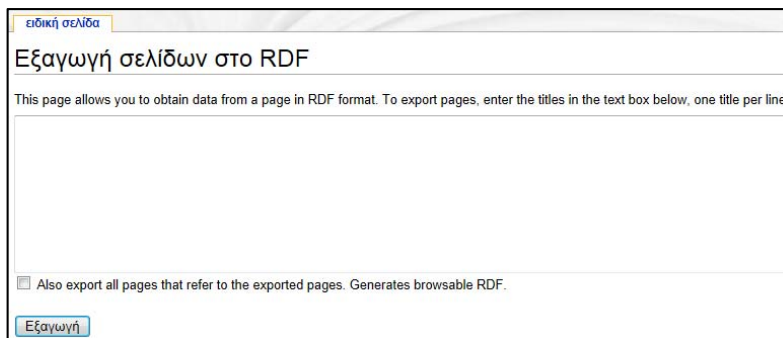 ειδική σελίδα
Εξαγωγή σελίδων στο RDF
This page allows you to obtain data from a page in RDF format. To export pages, enter the titles in the text box below, one title per line
Also export all pages that refer to the exported pages. Generates browsable RDF.
Εξαγωγή